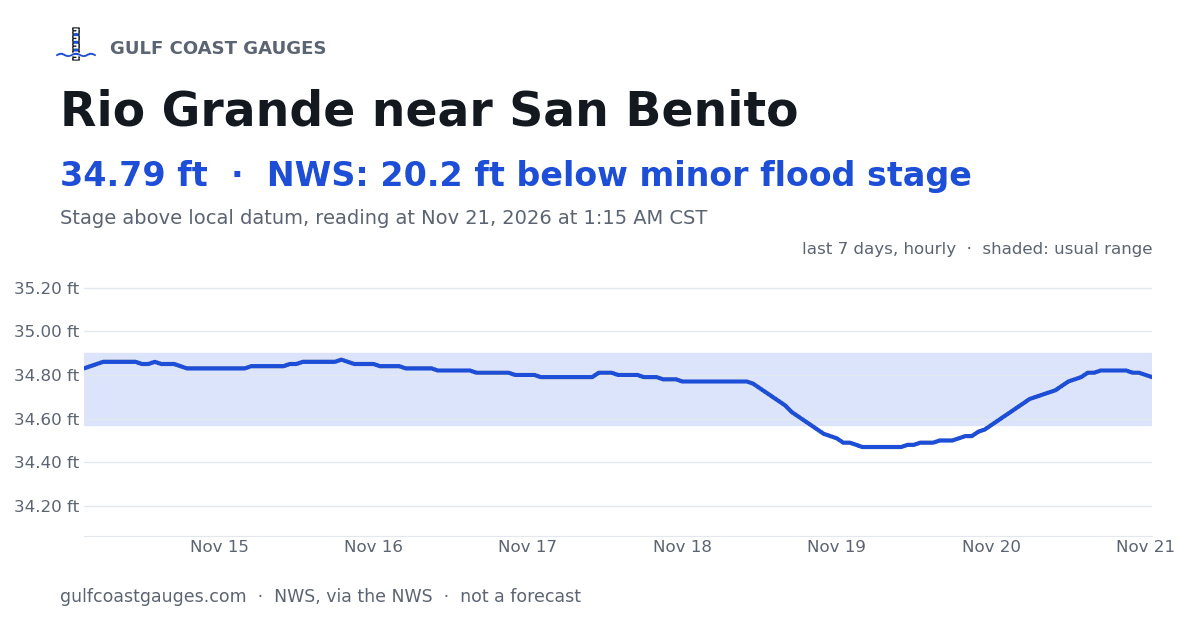 GULF COAST GAUGES
Rio Grande near San Benito
34.79 ft · NWS: 20.2 ft below minor flood stage
Stage above local datum, reading at Nov 21, 2026 at 1:15 AM CST
last 7 days, hourly · shaded: usual range
35.20 ft
35.00 ft
34.80 ft
34.60 ft
34.40 ft
34.20 ft
Nov 15 Nov 16 Nov 17 Nov 18 Nov 19 Nov 20 Nov 21
gulfcoastgauges.com · NWS, via the NWS · not a forecast